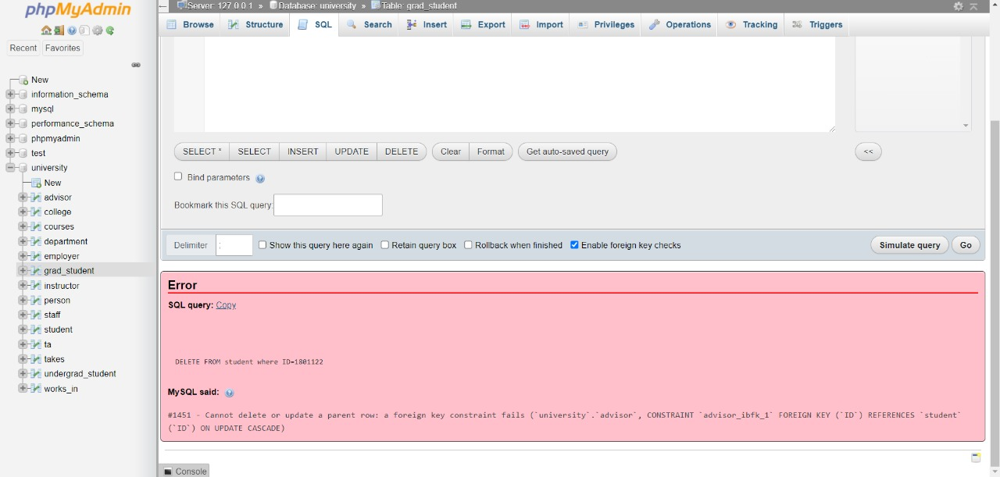 phpMyAdmin
Recent Favorites
New
information_schema
mysql
performance_schema
phpmyadmin
test
university
New
advisor
college
courses
department
employer
grad_student
instructor
person
staff
student
ta
takes
undergrad_student
works_in
Server: 127.0.0.1 » Database: university » Table: grad_student
Browse Structure SQL Search Insert Export Import Privileges Operations Tracking Triggers
SELECT * SELECT INSERT UPDATE DELETE Clear Format Get auto-saved query <<
Bind parameters
Bookmark this SQL query:
Delimiter ; Show this query here again Retain query box Rollback when finished Enable foreign key checks Simulate query Go
Error
SQL query: Copy
DELETE FROM student where ID=1801122
MySQL said:
#1451 - Cannot delete or update a parent row: a foreign key constraint fails (`university`.`advisor`, CONSTRAINT `advisor_ibfk_1` FOREIGN KEY (`ID`) REFERENCES `student`
(`ID`) ON UPDATE CASCADE)
Console